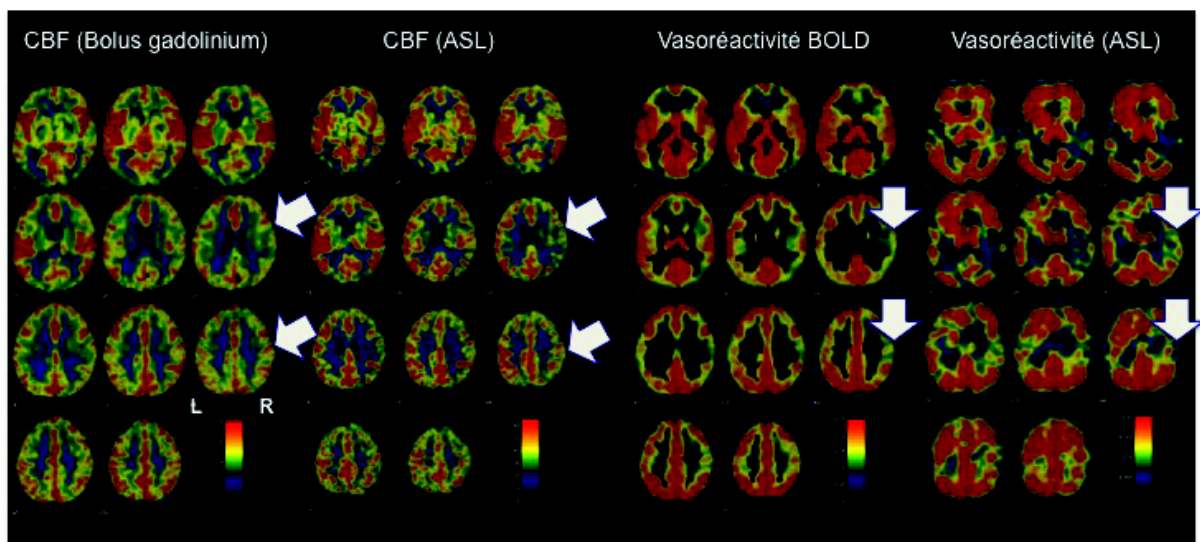 CBF (Bolus gadolinium)
CBF (ASL)
Vasoréactivité BOLD
Vasoréactivité (ASL)
L
R